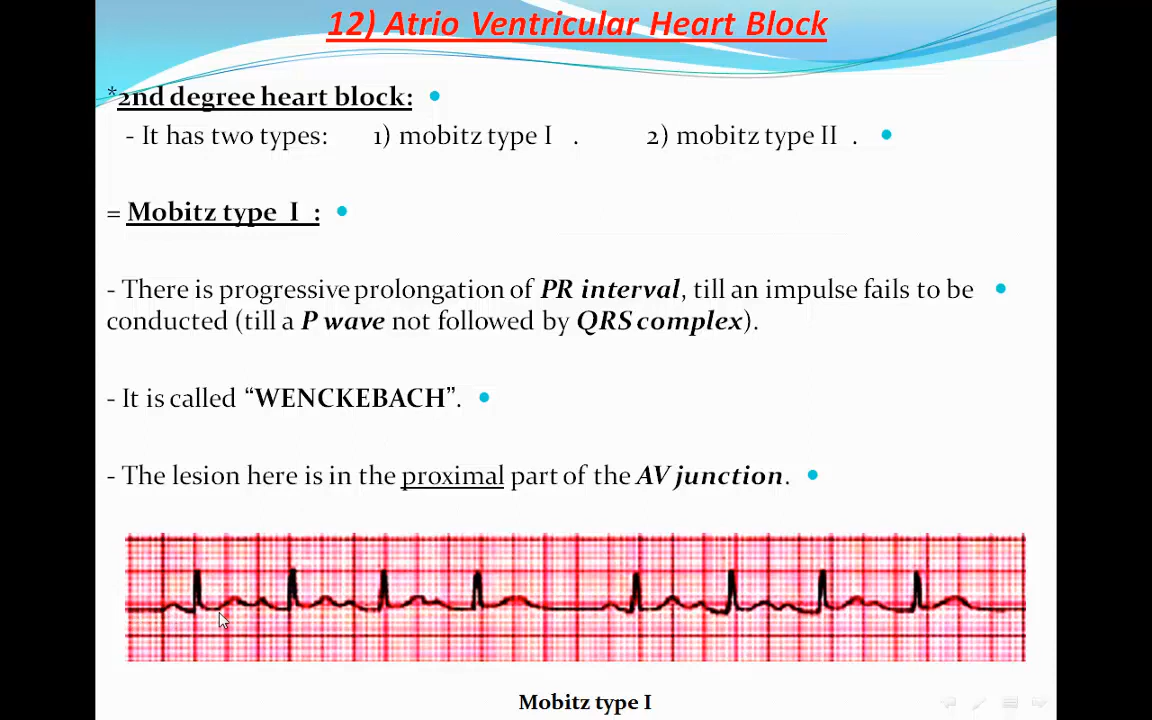 12) Atrio Ventricular Heart Block
*2nd degree heart block: •
- It has two types: 1) mobitz type I . 2) mobitz type II . •
= Mobitz type I : •
- There is progressive prolongation of PR interval, till an impulse fails to be •
conducted (till a P wave not followed by QRS complex).
- It is called “WENCKEBACH”. •
- The lesion here is in the proximal part of the AV junction. •
Mobitz type I